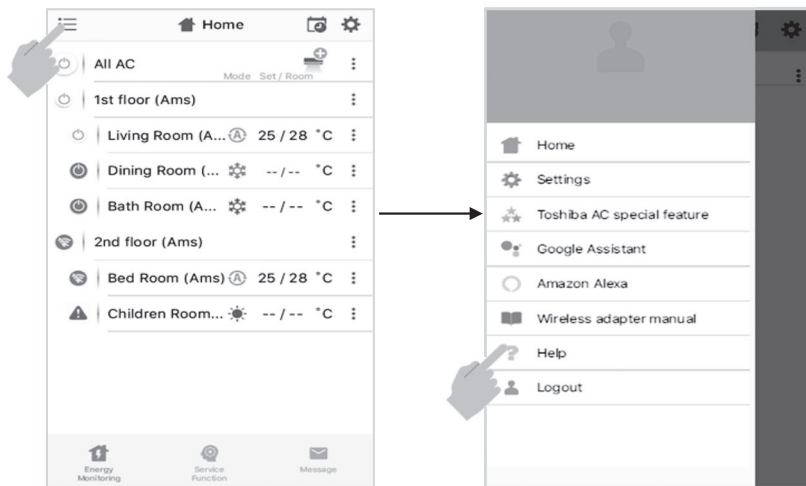 Home
All AC
Mode Set / Room
1st floor (Ams)
Living Room (A... A 25 / 28 °C
Dining Room (... -- / -- °C
Bath Room (A... -- / -- °C
2nd floor (Ams)
Bed Room (Ams) A 25 / 28 °C
Children Room... -- / -- °C
Energy
Monitoring
Service
Function
Message
Home
Settings
Toshiba AC special feature
Google Assistant
Amazon Alexa
Wireless adapter manual
? Help
Logout